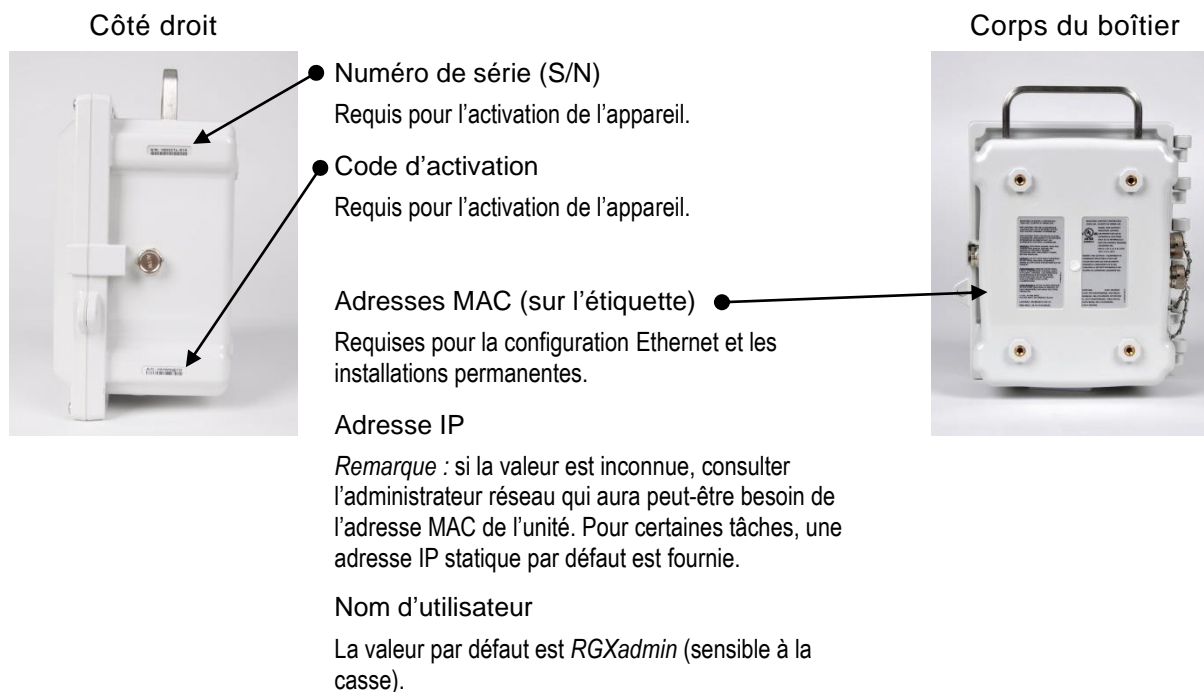 Côté droit
Corps du boîtier
Numéro de série (S/N)
Requis pour l’activation de l’appareil.
Code d’activation
Requis pour l’activation de l’appareil.
Adresses MAC (sur l’étiquette)
Requises pour la configuration Ethernet et les
installations permanentes.
Adresse IP
Remarque : si la valeur est inconnue, consulter
l’administrateur réseau qui aura peut-être besoin de
l’adresse MAC de l’unité. Pour certaines tâches, une
adresse IP statique par défaut est fournie.
Nom d’utilisateur
La valeur par défaut est RGXadmin (sensible à la
casse).